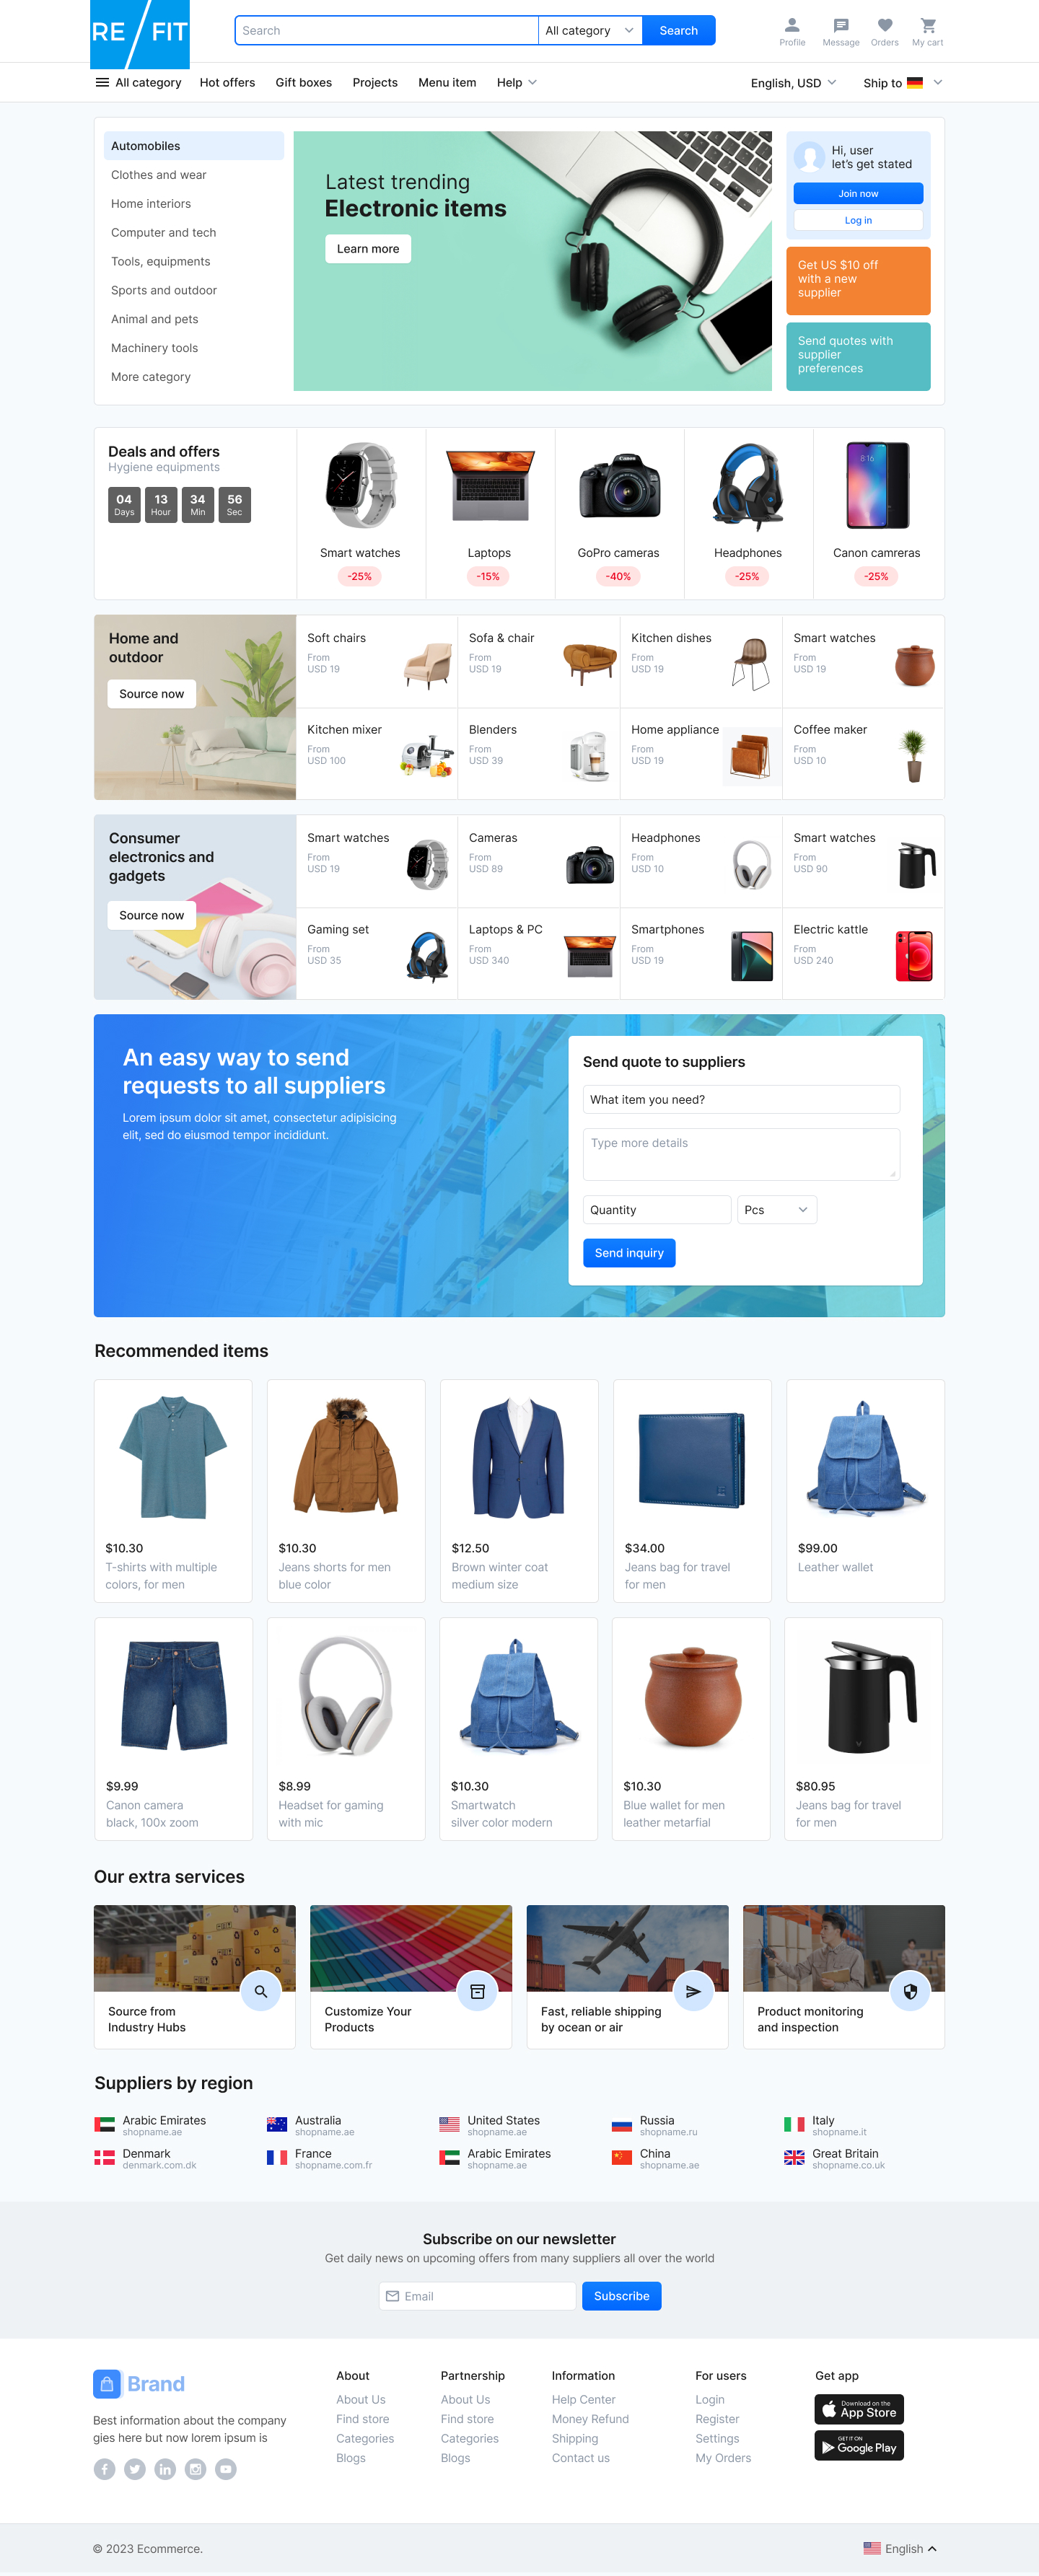 RE/FIT
Search
All category
Search
Profile
Message
Orders
My cart
All category
Hot offers
Gift boxes
Projects
Menu item
Help
English, USD
Ship to
Automobiles
Clothes and wear
Home interiors
Computer and tech
Tools, equipments
Sports and outdoor
Animal and pets
Machinery tools
More category
Latest trending
Electronic items
Learn more
Hi, user
let's get stated
Join now
Log in
Get US $10 off
with a new
supplier
Send quotes with
supplier
preferences
Deals and offers
Hygiene equipments
04
Days
13
Hour
34
Min
56
Sec
Smart watches
-25%
Laptops
-15%
Canon
GoPro cameras
-40%
Headphones
-25%
8:16
Canon camreras
-25%
Home and
outdoor
Source now
Soft chairs
From
USD 19
Sofa & chair
From
USD 19
Kitchen dishes
From
USD 19
Smart watches
From
USD 19
Kitchen mixer
From
USD 100
Blenders
From
USD 39
Home appliance
From
USD 19
Coffee maker
From
USD 10
Consumer
electronics and
gadgets
Source now
Smart watches
From
USD 19
Cameras
From
USD 89
Headphones
From
USD 10
Smart watches
From
USD 90
Gaming set
From
USD 35
Laptops & PC
From
USD 340
Smartphones
From
USD 19
Electric kattle
From
USD 240
An easy way to send
requests to all suppliers
Lorem ipsum dolor sit amet, consectetur adipisicing
elit, sed do eiusmod tempor incididunt.
Send quote to suppliers
What item you need?
Type more details
Quantity
Pcs
Send inquiry
Recommended items
$10.30
T-shirts with multiple
colors, for men
$10.30
Jeans shorts for men
blue color
$12.50
Brown winter coat
medium size
$34.00
Jeans bag for travel
for men
$99.00
Leather wallet
$9.99
Canon camera
black, 100x zoom
$8.99
Headset for gaming
with mic
$10.30
Smartwatch
silver color modern
$10.30
Blue wallet for men
leather metarfial
$80.95
Jeans bag for travel
for men
Our extra services
Source from
Industry Hubs
Customize Your
Products
Fast, reliable shipping
by ocean or air
Product monitoring
and inspection
Suppliers by region
Arabic Emirates
shopname.ae
Australia
shopname.ae
United States
shopname.ae
Russia
shopname.ru
Italy
shopname.it
Denmark
denmark.com.dk
France
shopname.com.fr
Arabic Emirates
shopname.ae
China
shopname.ae
Great Britain
shopname.co.uk
Subscribe on our newsletter
Get daily news on upcoming offers from many suppliers all over the world
Email
Subscribe
Brand
Best information about the company
gies here but now lorem ipsum is
About
About Us
Find store
Categories
Blogs
Partnership
About Us
Find store
Categories
Blogs
Information
Help Center
Money Refund
Shipping
Contact us
For users
Login
Register
Settings
My Orders
Get app
Download on the
App Store
GET IT ON
Google Play
© 2023 Ecommerce.
English